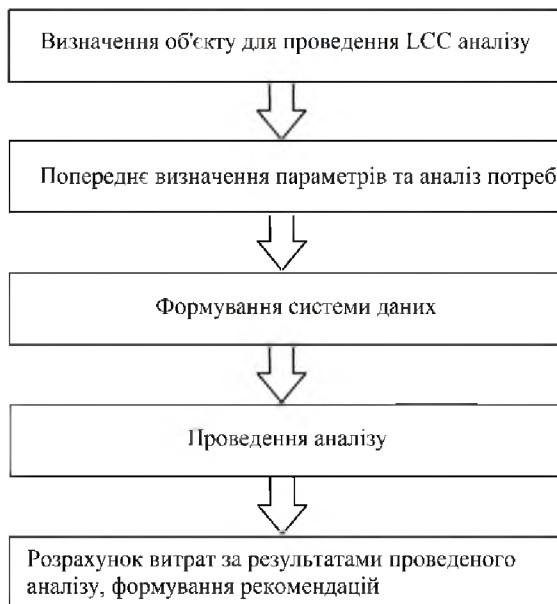 Визначення об'єкту для проведення LCC аналізу
Попереднє визначення параметрів та аналіз потреб
Формування системи даних
Проведення аналізу
Розрахунок витрат за результатами проведеного
аналізу, формування рекомендацій